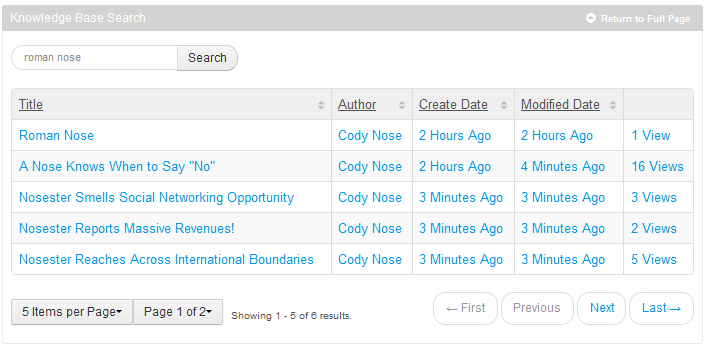 Knowledge Base Search Return to Full Page
roman nose Search
Title Author Create Date Modified Date
Roman Nose Cody Nose 2 Hours Ago 2 Hours Ago 1 View
A Nose Knows When to Say "No" Cody Nose 2 Hours Ago 4 Minutes Ago 16 Views
Nosester Smells Social Networking Opportunity Cody Nose 3 Minutes Ago 3 Minutes Ago 3 Views
Nosester Reports Massive Revenues! Cody Nose 3 Minutes Ago 3 Minutes Ago 2 Views
Nosester Reaches Across International Boundaries Cody Nose 3 Minutes Ago 3 Minutes Ago 5 Views
5 Items per Page Page 1 of 2 Showing 1 - 5 of 6 results. ← First Previous Next Last →